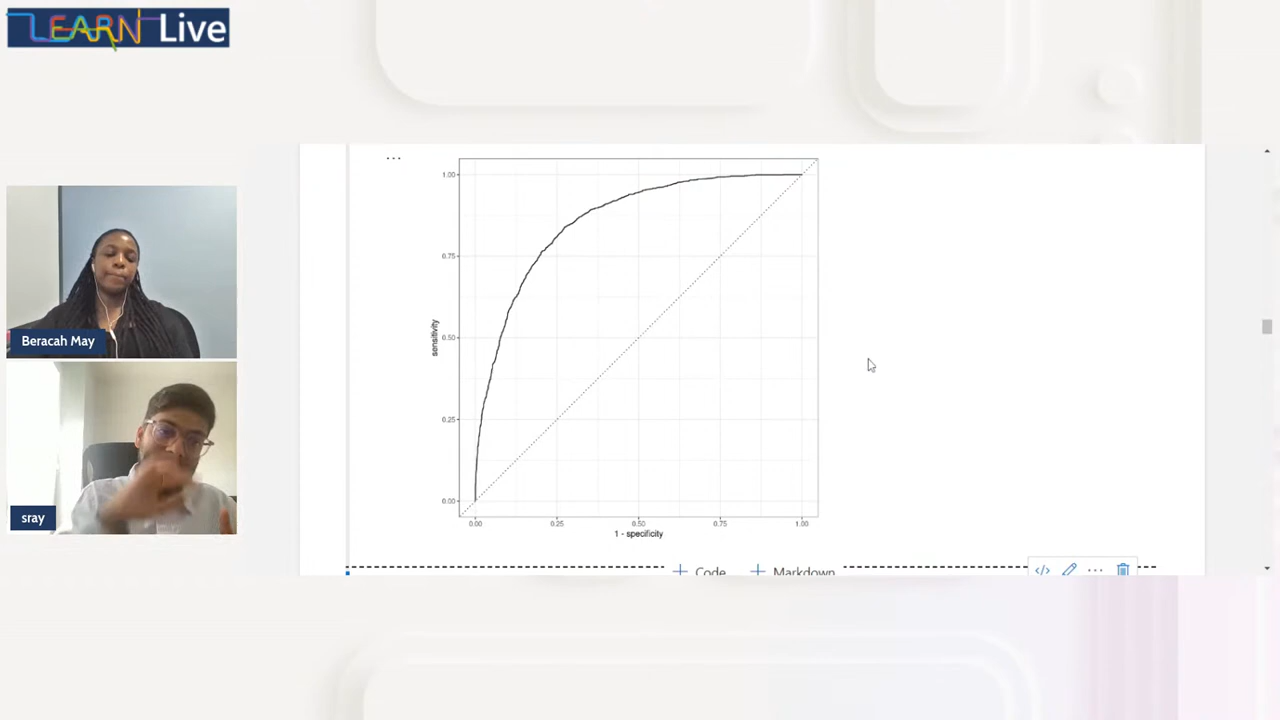 LEARN Live
...
1.00
0.75
0.50
0.25
0.00
sensitivity
0.00 0.25 0.50 0.75 1.00
1 - specificity
+ Code + Markdown
</> ...
Beracah May
sray